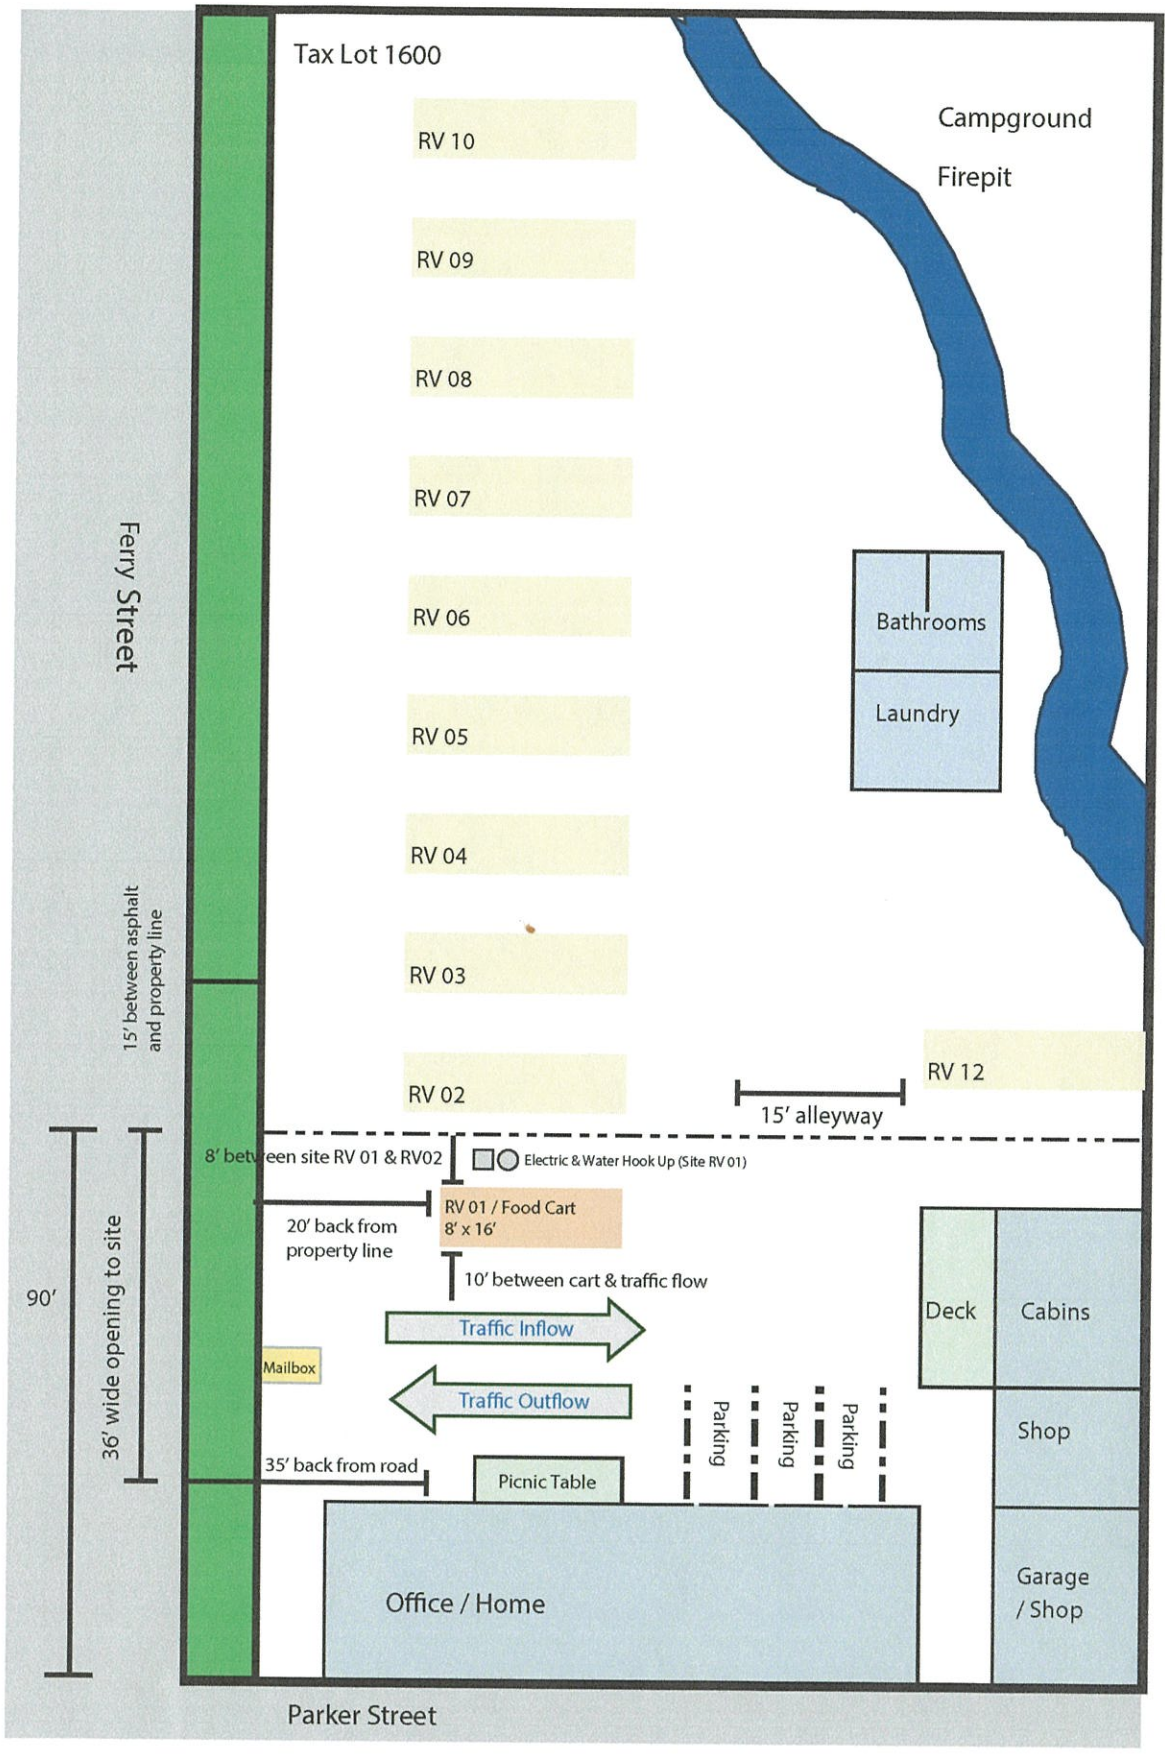 Tax Lot 1600
Campground
Firepit
RV 10
RV 09
RV 08
RV 07
RV 06
RV 05
RV 04
RV 03
RV 02
Bathrooms
Laundry
RV 12
15' alleyway
Ferry Street
15' between asphalt
and property line
8' between site RV 01 & RV02
Electric & Water Hook Up (Site RV 01)
RV 01 / Food Cart
8' x 16'
20' back from
property line
10' between cart & traffic flow
90'
36' wide opening to site
Traffic Inflow
Mailbox
Traffic Outflow
Parking
Parking
Parking
Deck
Cabins
Shop
35' back from road
Picnic Table
Office / Home
Garage
/ Shop
Parker Street